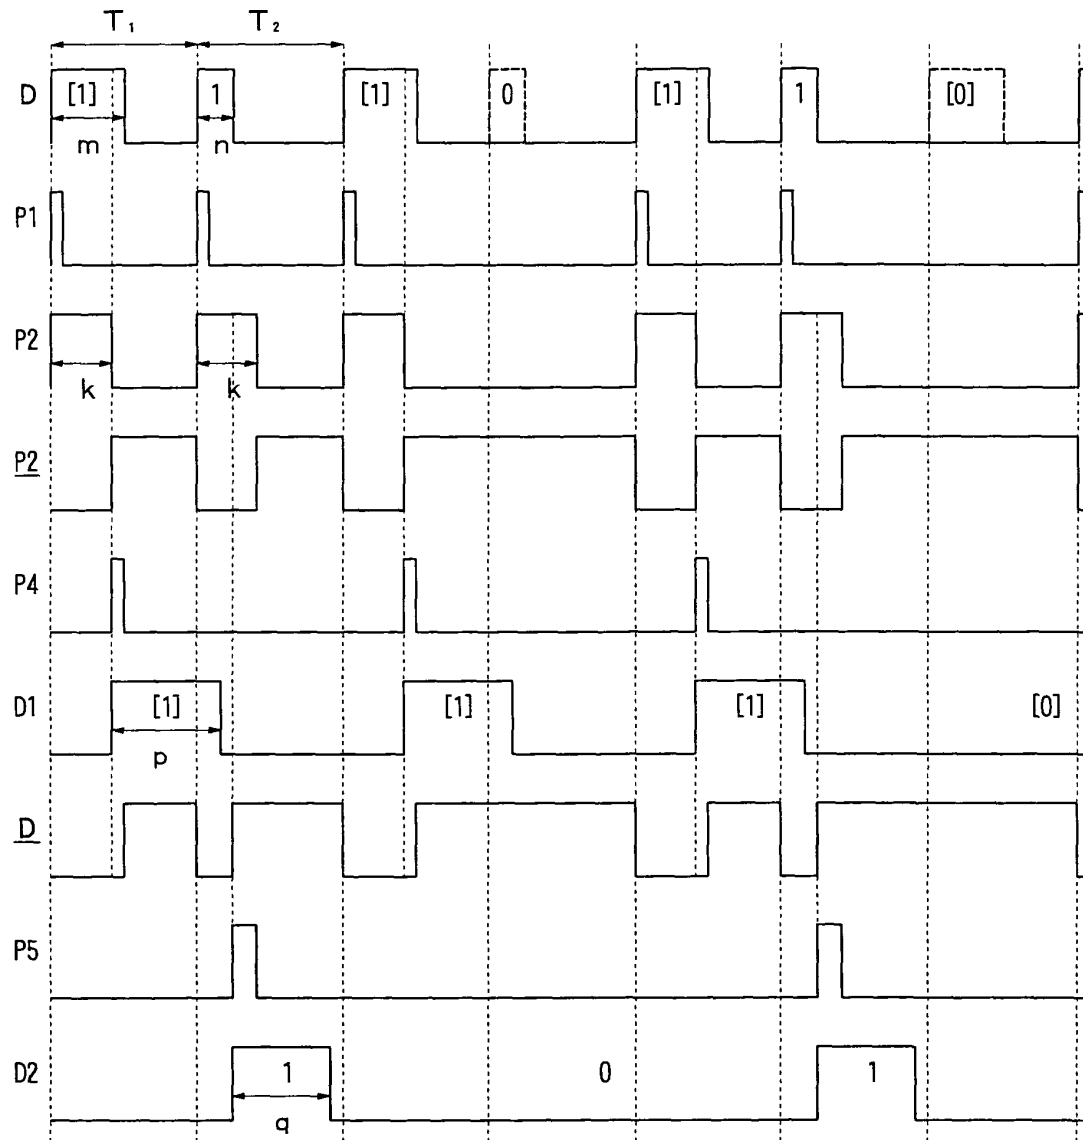 T₁ T₂
D [1] 1 [1] 0 [1] 1 [0]
m n
P1
P2
k k
P2
P4
D1 [1] [1] [1] [0]
p
D
P5
D2 1 0 1
q